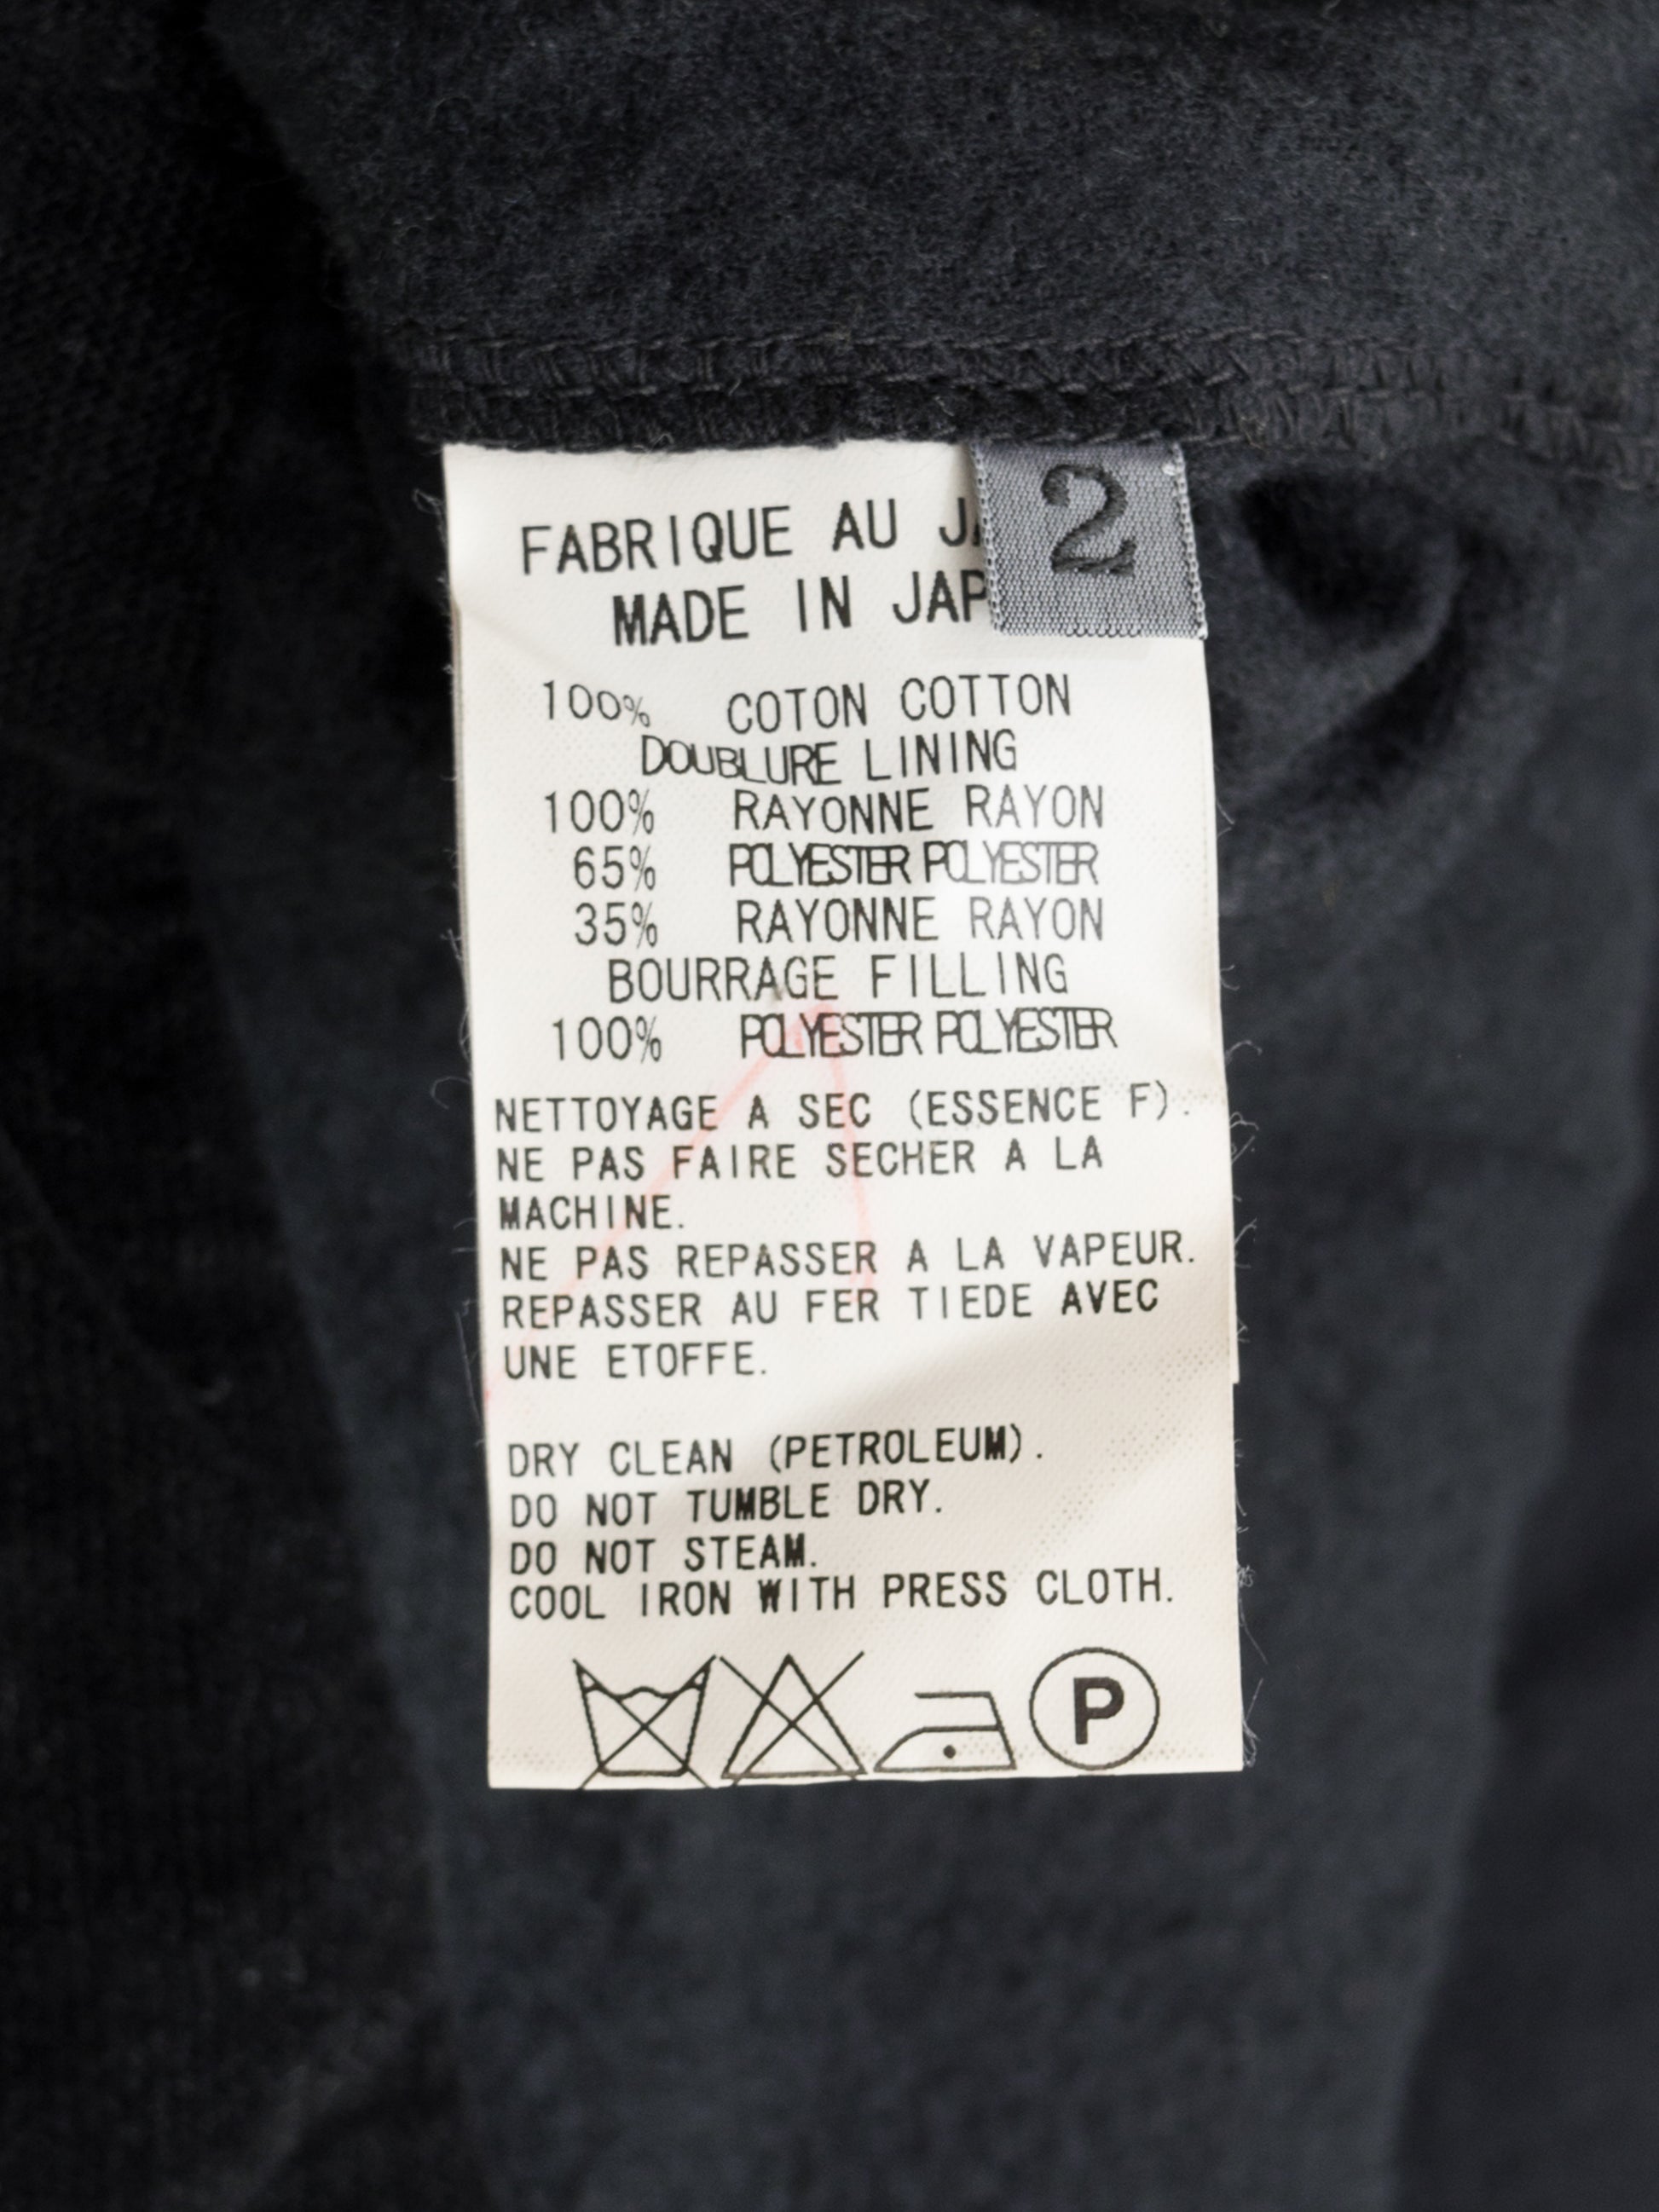 FABRIQUE AU
2
MADE IN
100% COTON COTTON
DOUBLURE LINING
100% RAYONNE RAYON
65% POLYESTER POLYESTER
35% RAYONNE RAYON
BOURRAGE FILLING
100% POLYESTER POLYESTER
NETTOYAGE A SEC (ESSENCE F).
NE PAS FAIRE SECHER A LA
MACHINE.
NE PAS REPASSER A LA VAPEUR.
REPASSER AU FER TIEDE AVEC
UNE ETOFFE.
DRY CLEAN (PETROLEUM).
DO NOT TUMBLE DRY.
DO NOT STEAM.
COOL IRON WITH PRESS CLOTH.
P